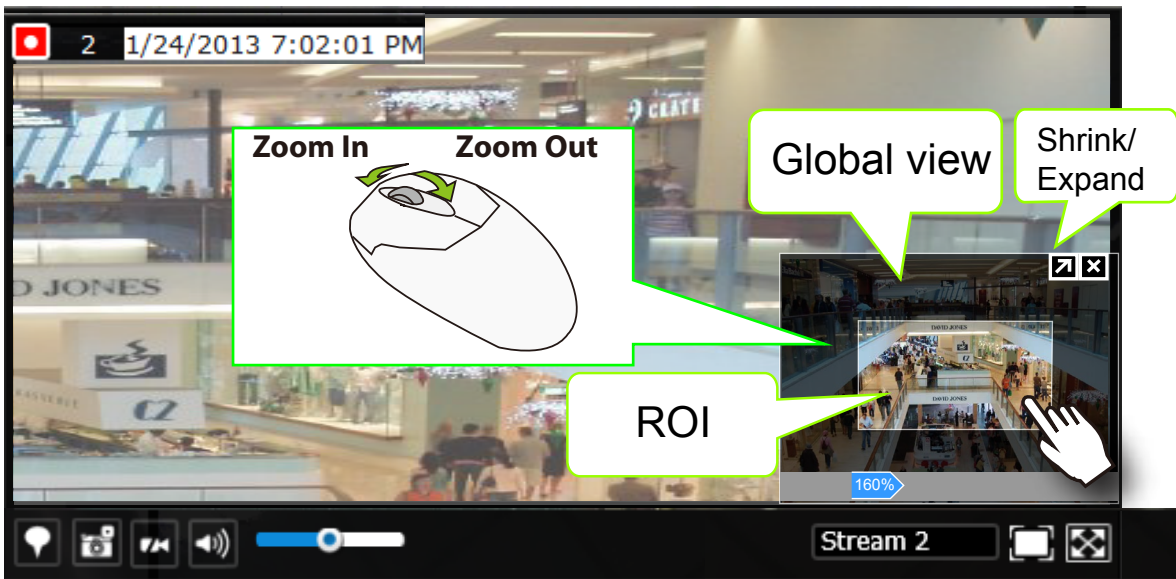 2 1/24/2013 7:02:01 PM
CRATE
Zoom In Zoom Out
Global view
Shrink/
Expand
D JONES
DAVID JONES
DAVID JONES
ROI
160%
Stream 2